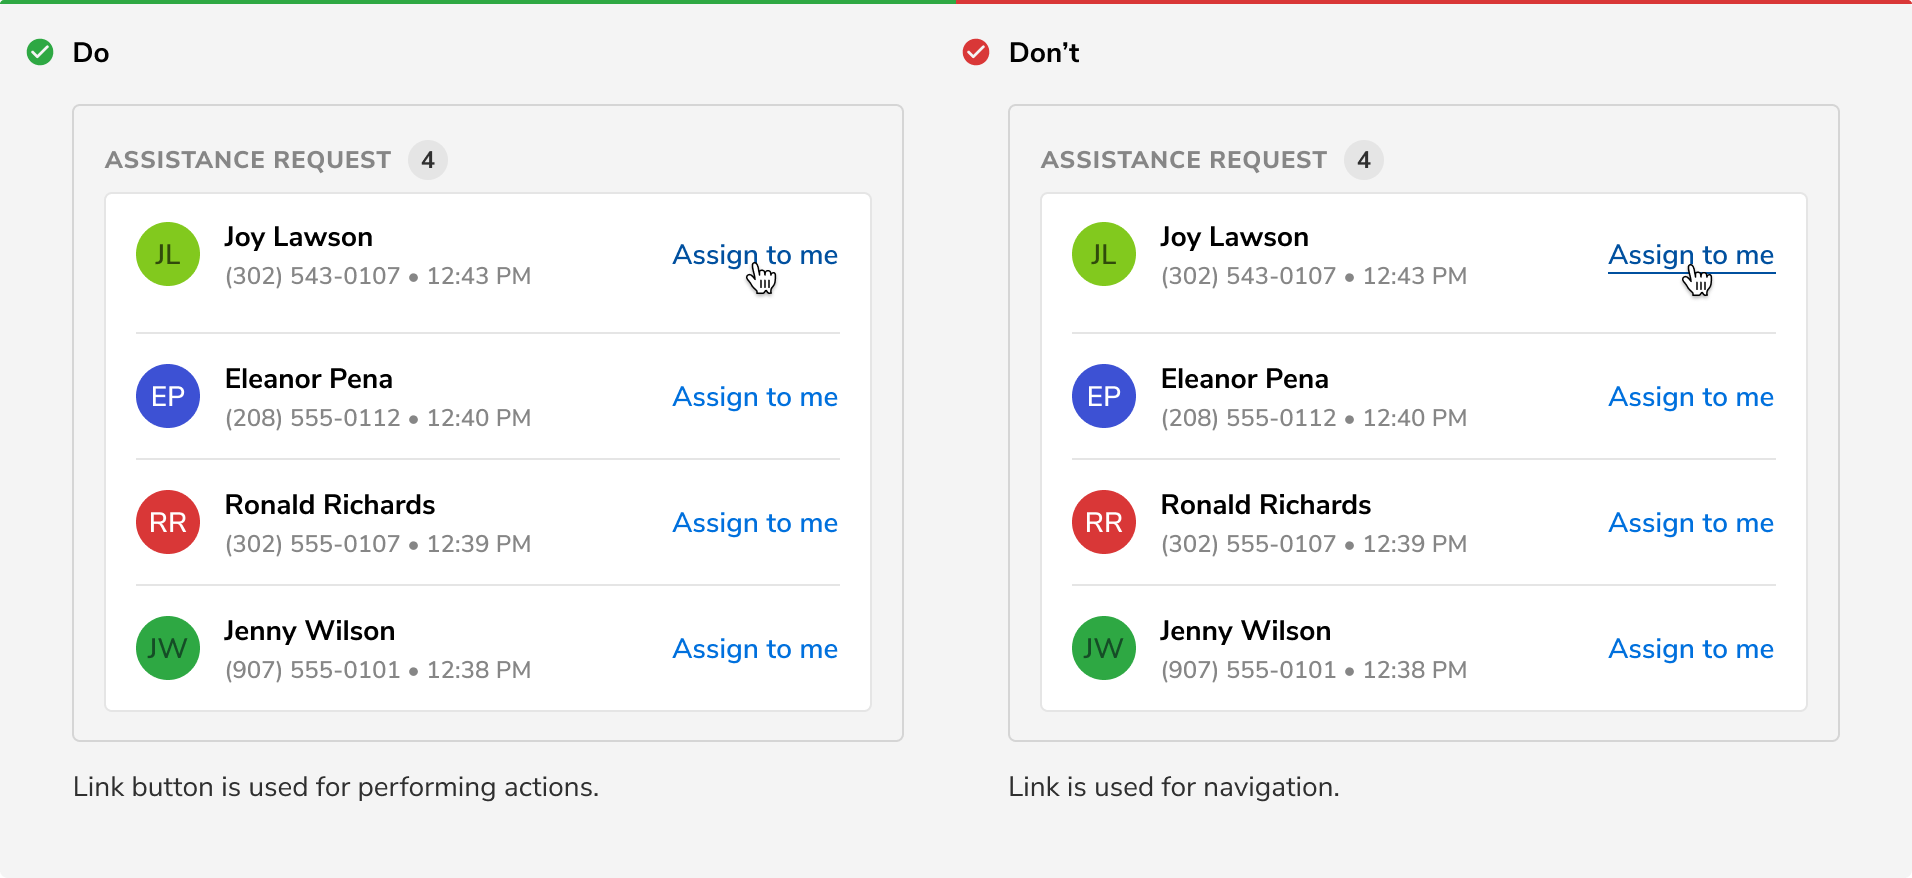 Do
ASSISTANCE REQUEST 4
JL
Joy Lawson
(302) 543-0107 • 12:43 PM
Assign to me
EP
Eleanor Pena
(208) 555-0112 • 12:40 PM
Assign to me
RR
Ronald Richards
(302) 555-0107 • 12:39 PM
Assign to me
JW
Jenny Wilson
(907) 555-0101 • 12:38 PM
Assign to me
Link button is used for performing actions.
Don’t
ASSISTANCE REQUEST 4
JL
Joy Lawson
(302) 543-0107 • 12:43 PM
Assign to me
EP
Eleanor Pena
(208) 555-0112 • 12:40 PM
Assign to me
RR
Ronald Richards
(302) 555-0107 • 12:39 PM
Assign to me
JW
Jenny Wilson
(907) 555-0101 • 12:38 PM
Assign to me
Link is used for navigation.